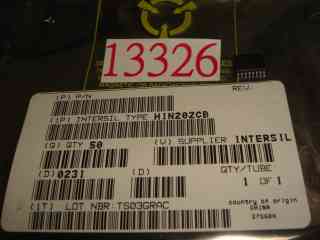 13326
(P) P/N
REV:
(1P) INTERSIL TYPE HIN202CB
(Q) QTY 50
(V) SUPPLIER INTERSIL
(D) 0231
(D)
QTY/TUBE
1 OF 1
(1T) LOT NBR: TS03GRAC
country of origin